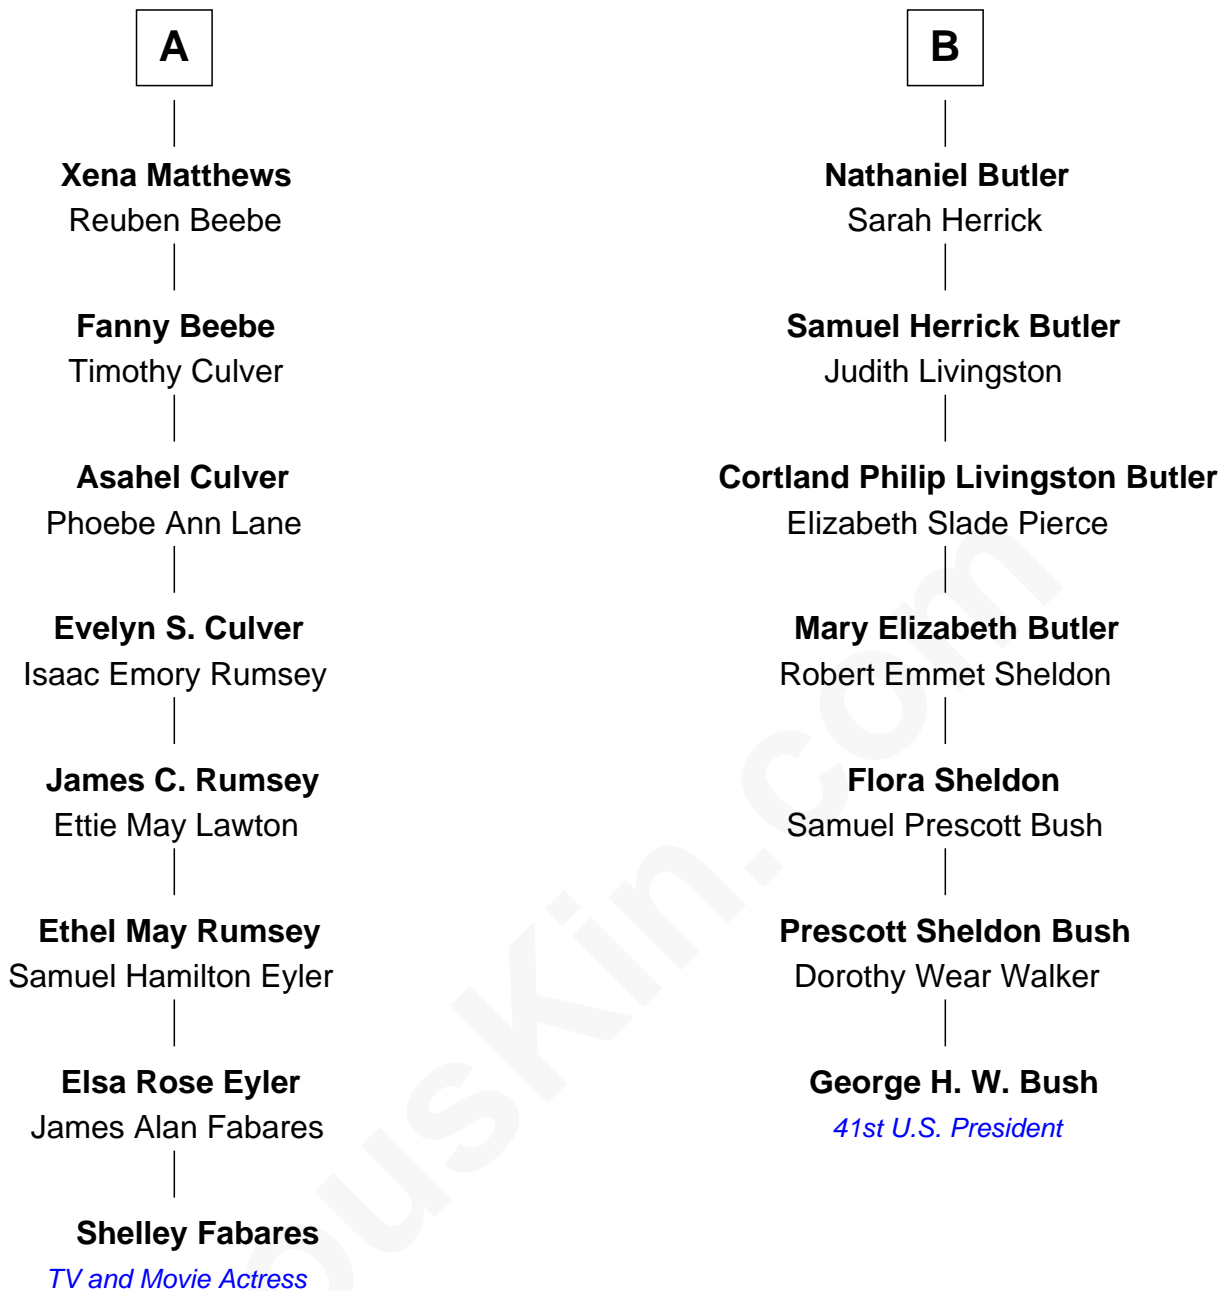 A
Xena Matthews
Reuben Beebe
Fanny Beebe
Timothy Culver
Asahel Culver
Phoebe Ann Lane
Evelyn S. Culver
Isaac Emory Rumsey
James C. Rumsey
Ettie May Lawton
Ethel May Rumsey
Samuel Hamilton Eyler
Elsa Rose Eyler
James Alan Fabares
Shelley Fabares
TV and Movie Actress
B
Nathaniel Butler
Sarah Herrick
Samuel Herrick Butler
Judith Livingston
Cortland Philip Livingston Butler
Elizabeth Slade Pierce
Mary Elizabeth Butler
Robert Emmet Sheldon
Flora Sheldon
Samuel Prescott Bush
Prescott Sheldon Bush
Dorothy Wear Walker
George H. W. Bush
41st U.S. President
ousKin.com